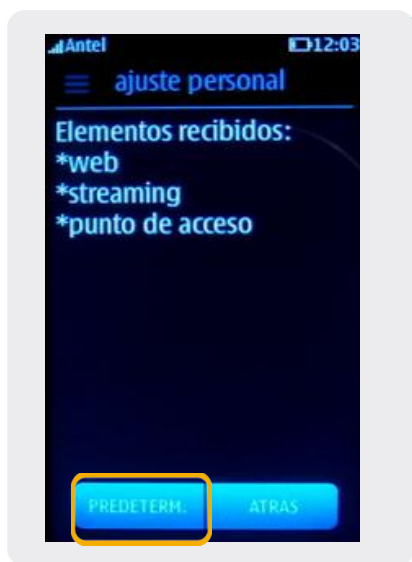 Antel 12:03
ajuste personal
Elementos recibidos:
*web
*streaming
*punto de acceso
PREDETERM. ATRAS